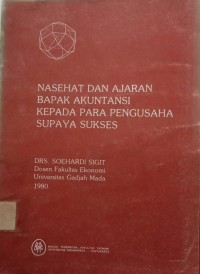 NASEHAT DAN AJARAN
BAPAK AKUNTANSI
KEPADA PARA PENGUSAHA
SUPAYA SUKSES
DRS. SOEHARDI SIGIT
Dosen Fakultas Ekonomi
Universitas Gadjah Mada
1980